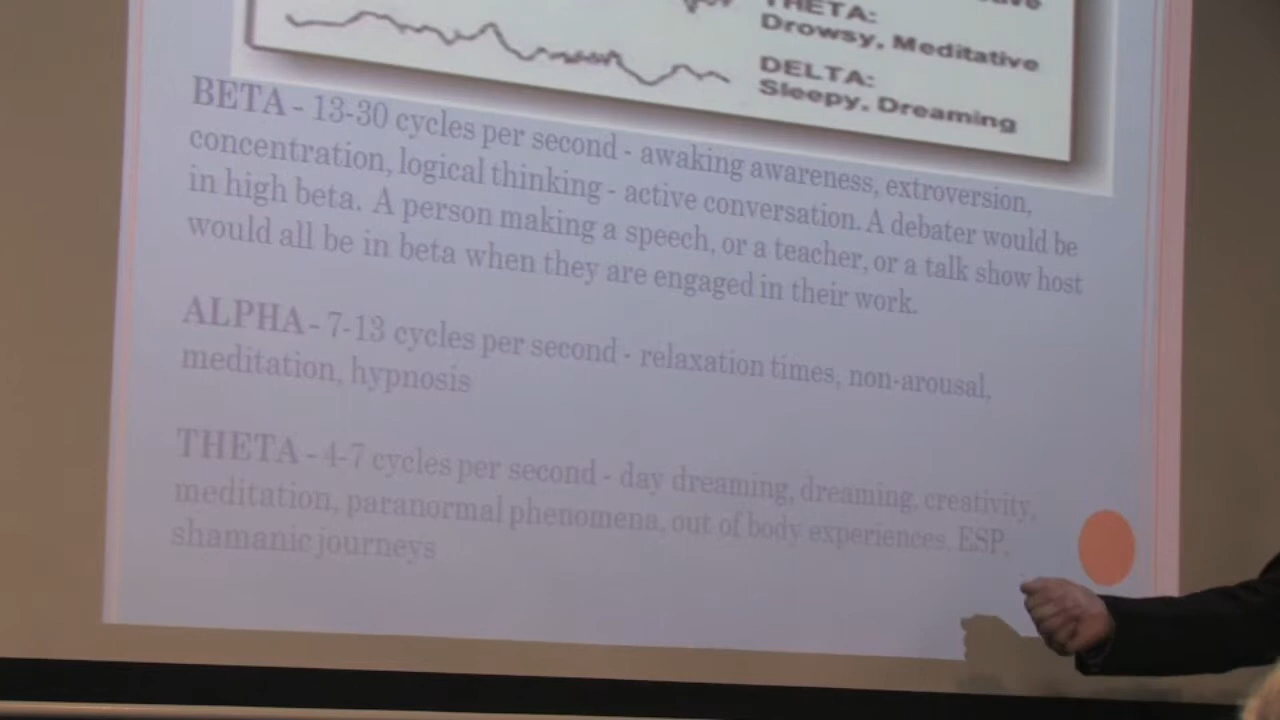 THETA:
Drowsy, Meditative
DELTA:
Sleepy, Dreaming
BETA - 13-30 cycles per second - awaking awareness, extroversion,
concentration, logical thinking - active conversation. A debater would be
in high beta. A person making a speech, or a teacher, or a talk show host
would all be in beta when they are engaged in their work.
ALPHA - 7-13 cycles per second - relaxation times, non-arousal,
meditation, hypnosis
THETA - 4-7 cycles per second - day dreaming, dreaming, creativity,
meditation, paranormal phenomena, out of body experiences, ESP,
shamanic journeys